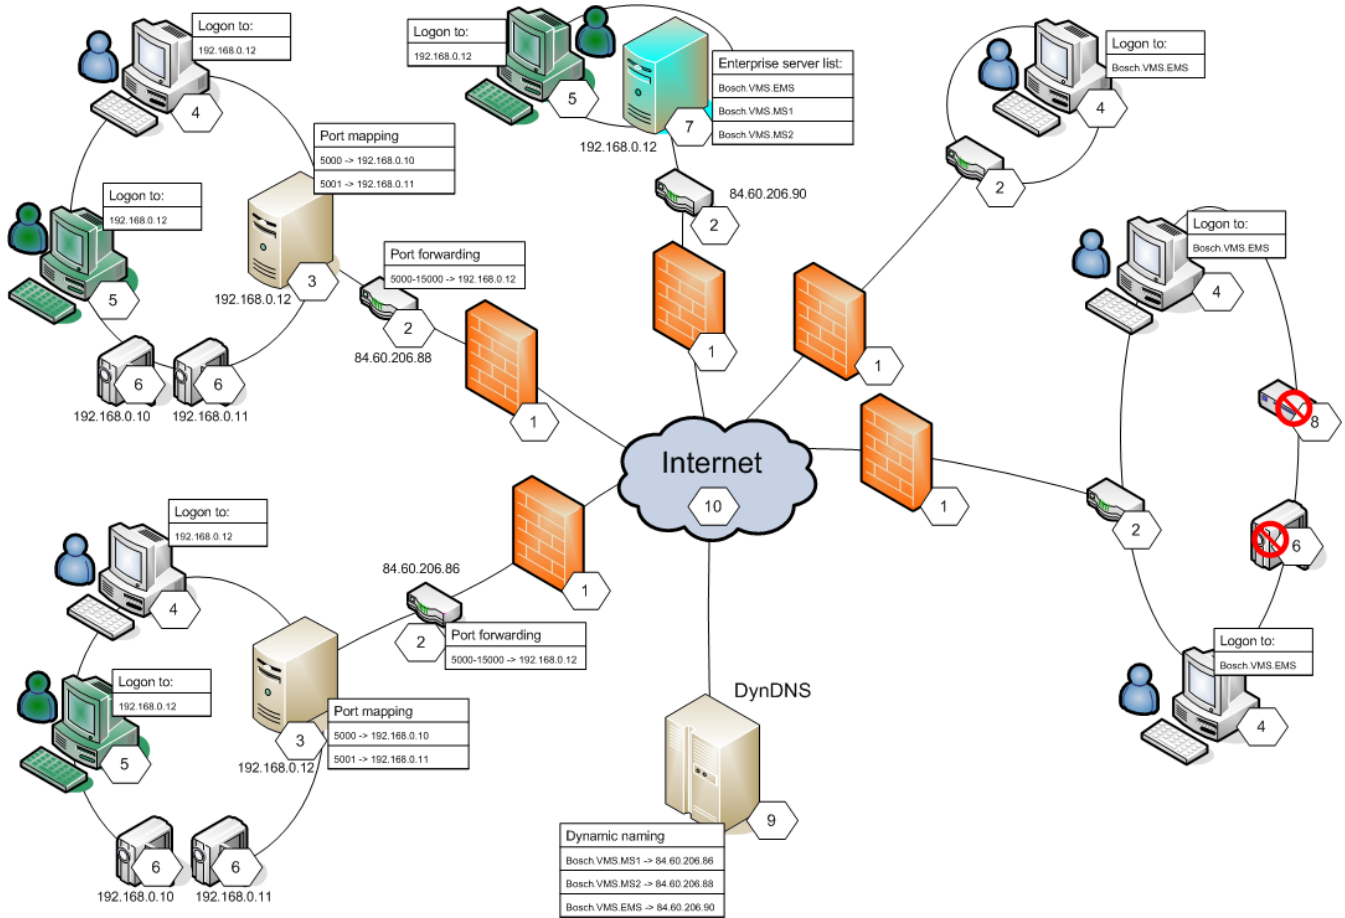 Logon to:
192.168.0.12
4
Port mapping
5000 -> 192.168.0.10
5001 -> 192.168.0.11
Logon to:
192.168.0.12
5
3
192.168.0.12
Port forwarding
5000-15000 -> 192.168.0.12
2
84.60.206.88
6
6
192.168.0.10
192.168.0.11
1
Logon to:
192.168.0.12
5
7
192.168.0.12
Enterprise server list:
Bosch.VMS.EMS
Bosch.VMS.MS1
Bosch.VMS.MS2
84.60.206.90
2
1
Logon to:
Bosch.VMS.EMS
4
2
1
Logon to:
Bosch.VMS.EMS
4
8
6
2
1
Logon to:
Bosch.VMS.EMS
4
Internet
10
Logon to:
192.168.0.12
4
Logon to:
192.168.0.12
5
3
192.168.0.12
Port mapping
5000 -> 192.168.0.10
5001 -> 192.168.0.11
84.60.206.86
2
Port forwarding
5000-15000 -> 192.168.0.12
1
6
6
192.168.0.10
192.168.0.11
DynDNS
9
Dynamic naming
Bosch.VMS.MS1 -> 84.60.206.86
Bosch.VMS.MS2 -> 84.60.206.88
Bosch.VMS.EMS -> 84.60.206.90